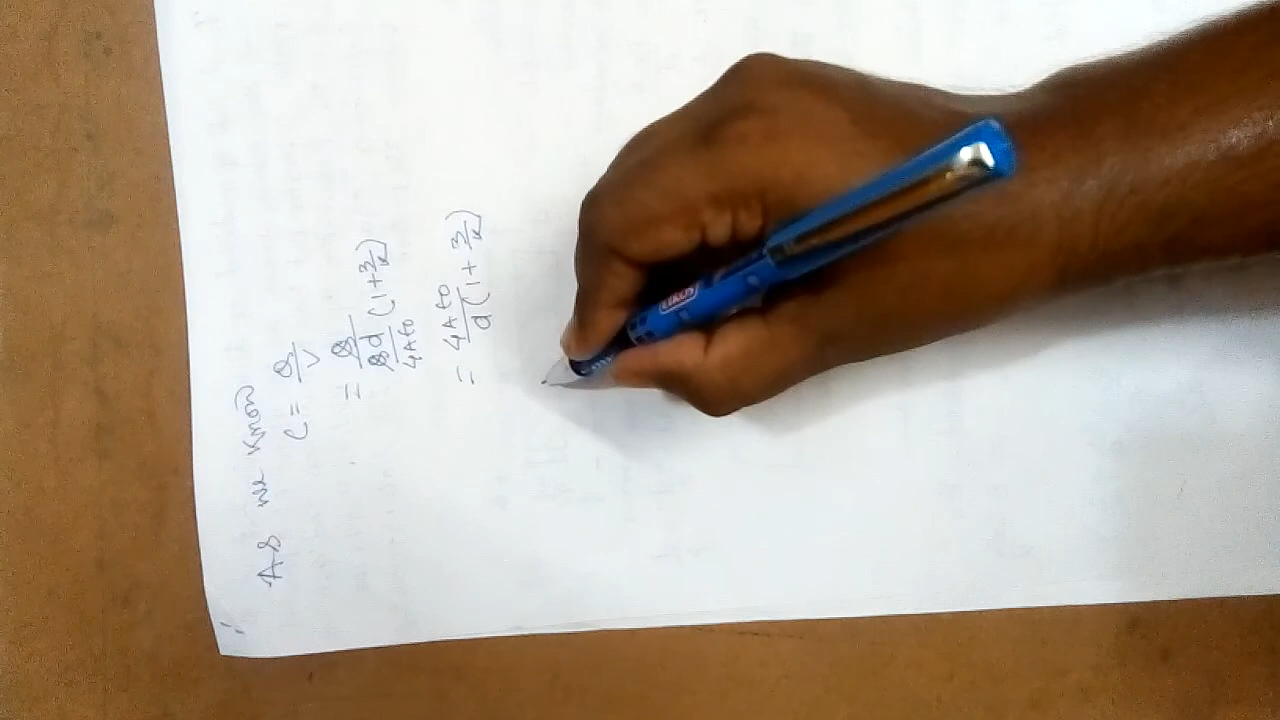 As we know
C = Q/V
= Q/(Qd/4Aε0 (1 + 3/K))
= 4Aε0/d(1 + 3/K)